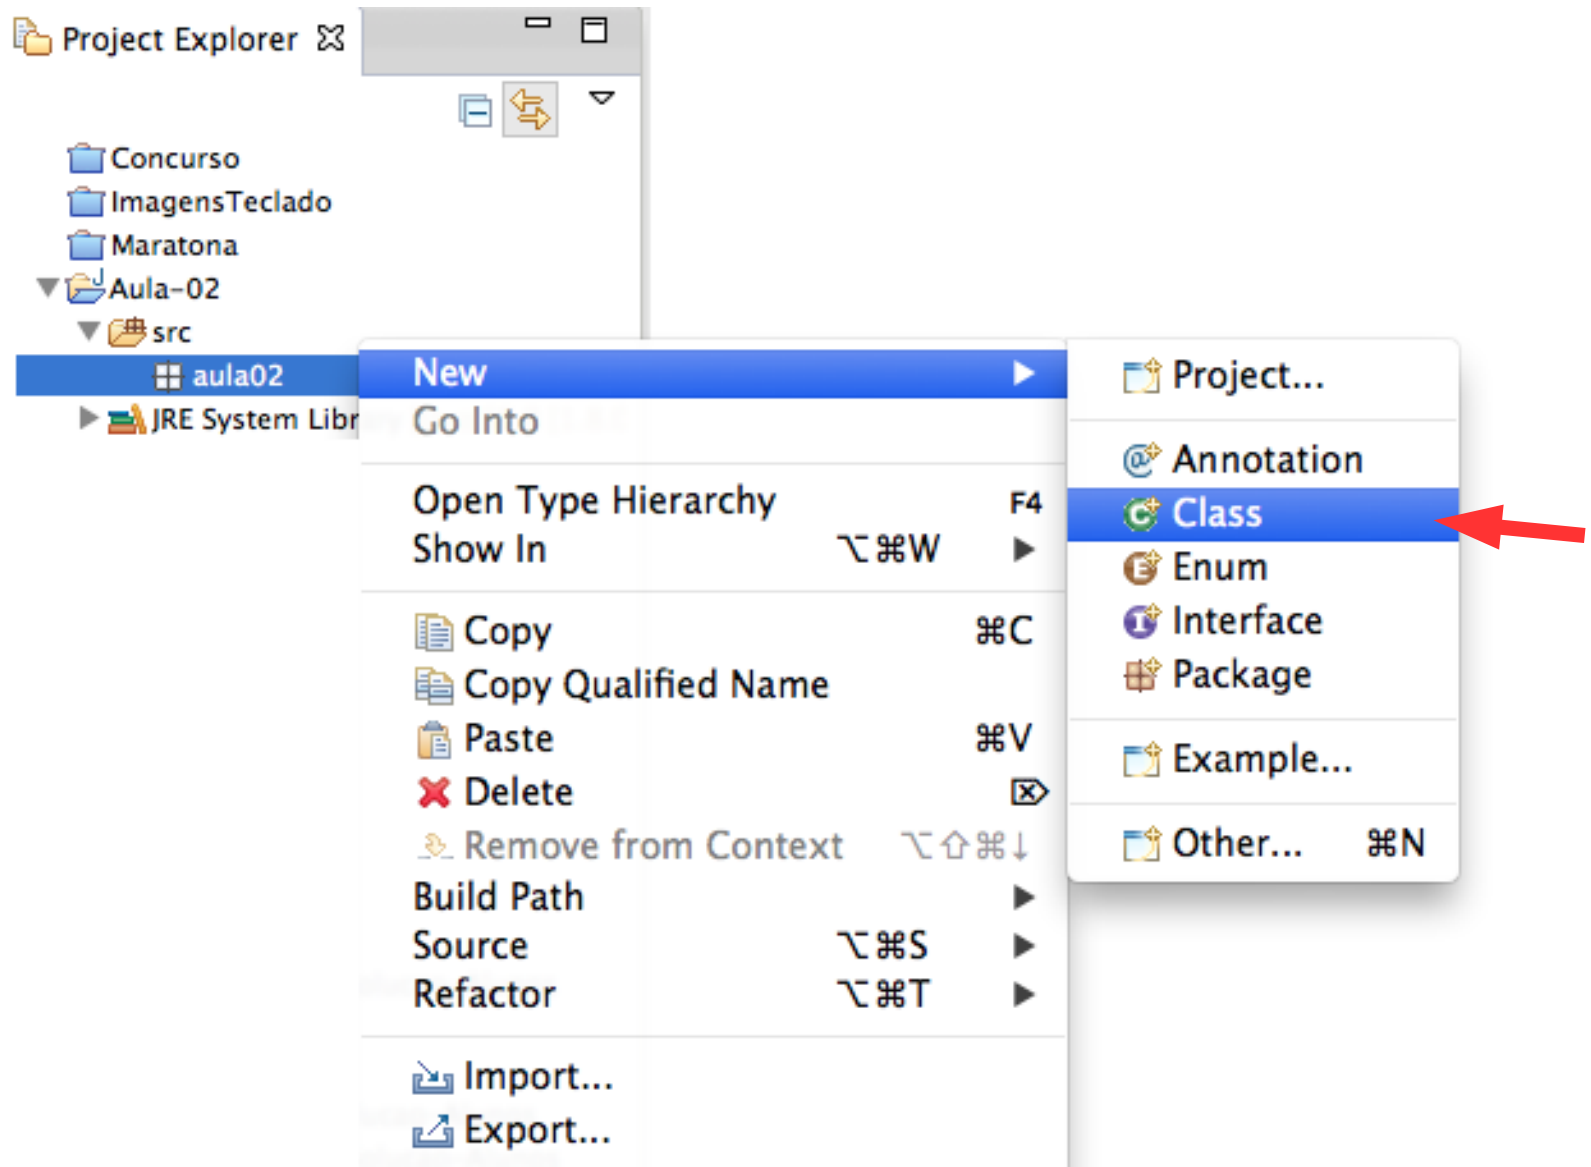 Project Explorer
Concurso
ImagensTeclado
Maratona
Aula-02
src
aula02
JRE System Libr
New
Go Into
Open Type Hierarchy F4
Show In ⌥⌘W
Copy ⌘C
Copy Qualified Name
Paste ⌘V
Delete ⌦
Remove from Context ⌥⇧⌘↓
Build Path
Source ⌥⌘S
Refactor ⌥⌘T
Import...
Export...
Project...
Annotation
Class
Enum
Interface
Package
Example...
Other... ⌘N